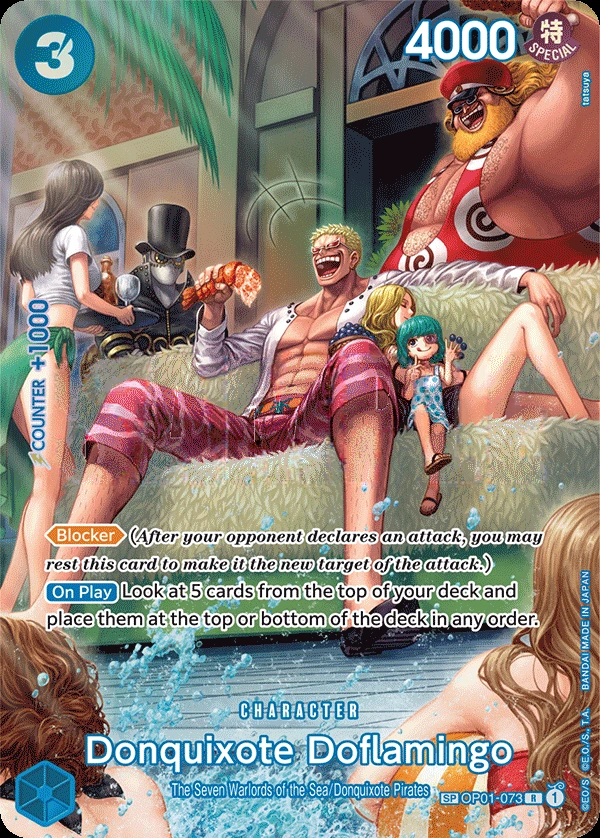 3
4000
特
SPECIAL
tatsuya
COUNTER +1000
Blocker (After your opponent declares an attack, you may
rest this card to make it the new target of the attack.)
On Play Look at 5 cards from the top of your deck and
place them at the top or bottom of the deck in any order.
CHARACTER
Donquixote Doflamingo
The Seven Warlords of the Sea/Donquixote Pirates
SP OP01-073 R 1
©E.O/S ©E.O./S., T.A. BANDAI MADE IN JAPAN